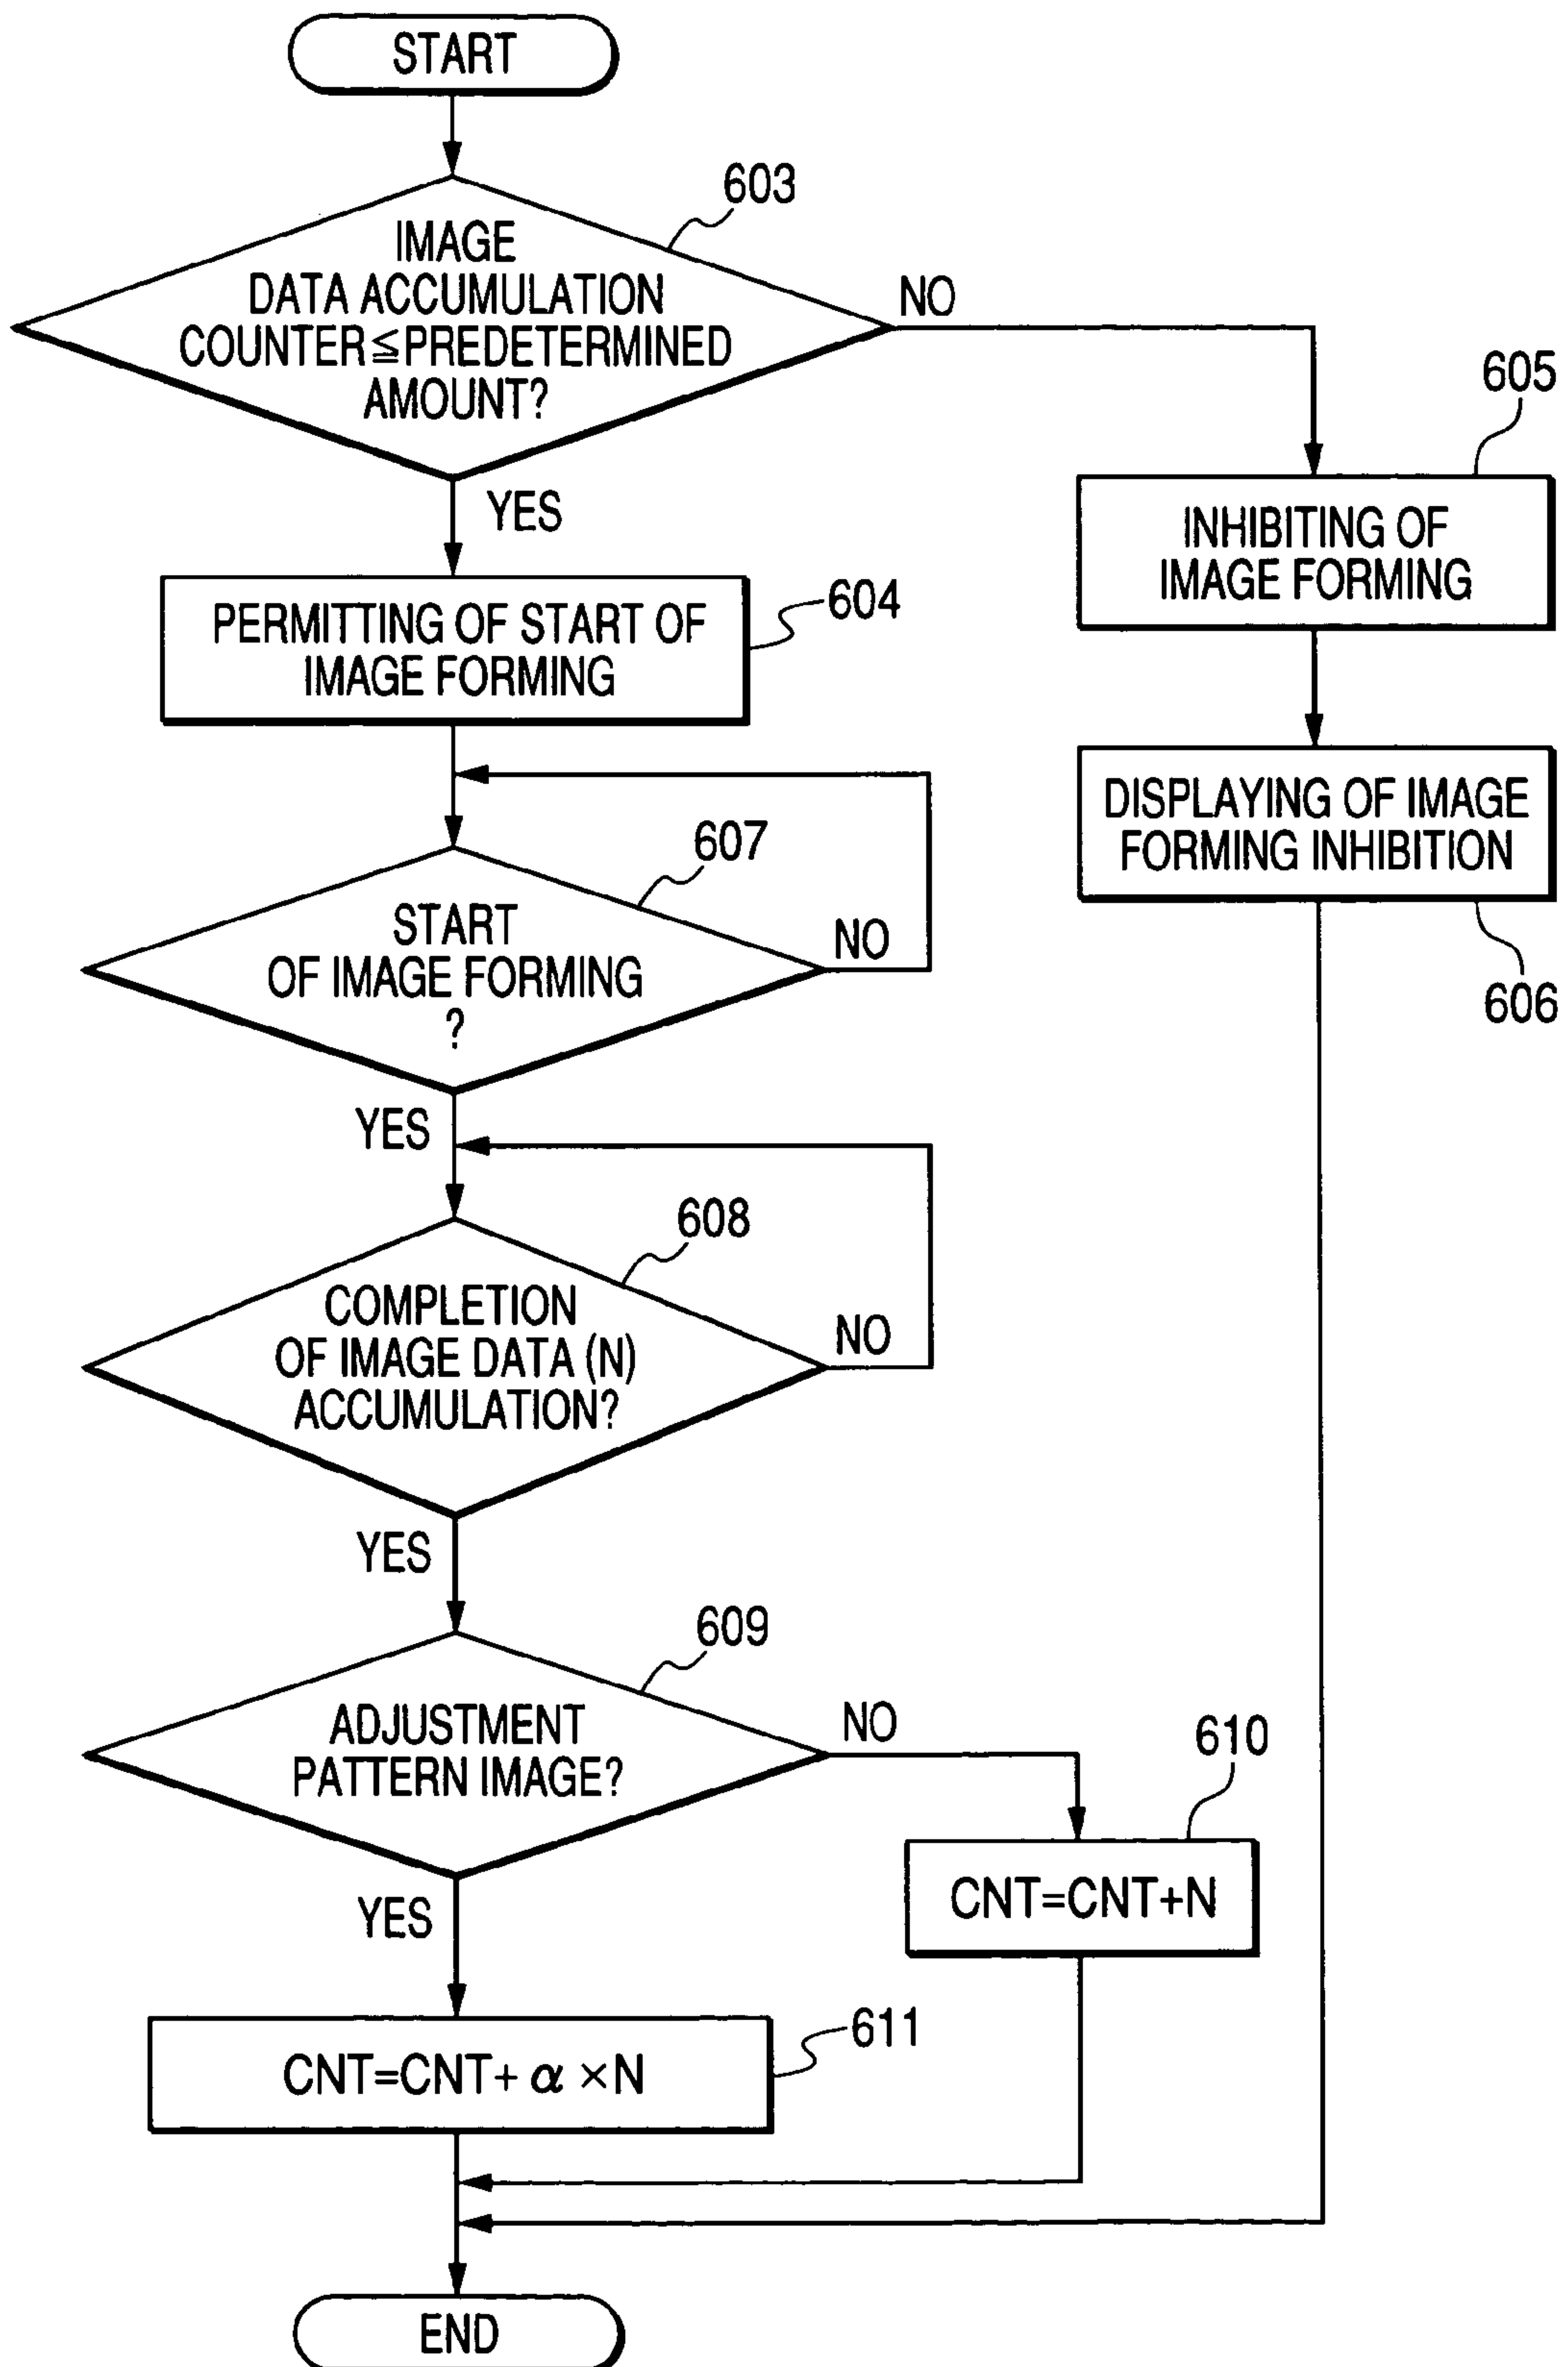 START
603
IMAGE
DATA ACCUMULATION
COUNTER≦PREDETERMINED
AMOUNT?
NO
YES
605
INHIBITING OF
IMAGE FORMING
604
PERMITTING OF START OF
IMAGE FORMING
DISPLAYING OF IMAGE
FORMING INHIBITION
606
607
START
OF IMAGE FORMING
?
NO
YES
608
COMPLETION
OF IMAGE DATA (N)
ACCUMULATION?
NO
YES
609
ADJUSTMENT
PATTERN IMAGE?
NO
YES
610
CNT=CNT+N
611
CNT=CNT+ α ×N
END